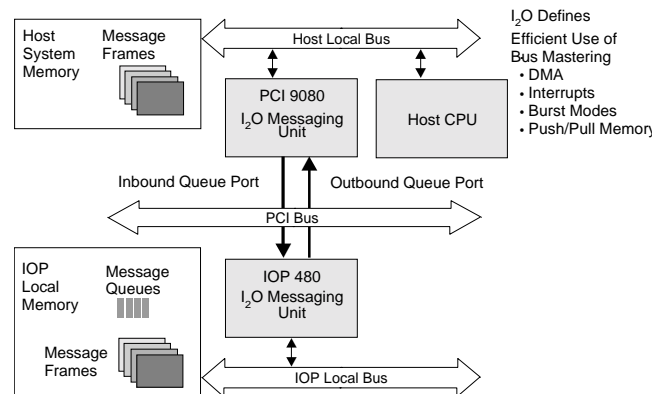 Host
System
Memory
Message
Frames
Host Local Bus
I2O Defines
Efficient Use of
Bus Mastering
• DMA
• Interrupts
• Burst Modes
• Push/Pull Memory
PCI 9080
I2O Messaging
Unit
Host CPU
Inbound Queue Port
Outbound Queue Port
PCI Bus
IOP
Local
Memory
Message
Queues
Message
Frames
IOP 480
I2O Messaging
Unit
IOP Local Bus